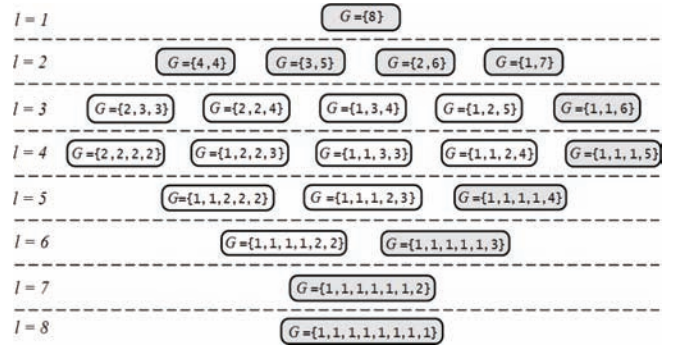 l = 1 G={8}
l = 2 G={4,4} G={3,5} G={2,6} G={1,7}
l = 3 G={2,3,3} G={2,2,4} G={1,3,4} G={1,2,5} G={1,1,6}
l = 4 G={2,2,2,2} G={1,2,2,3} G={1,1,3,3} G={1,1,2,4} G={1,1,1,5}
l = 5 G={1,1,2,2,2} G={1,1,1,2,3} G={1,1,1,1,4}
l = 6 G={1,1,1,1,2,2} G={1,1,1,1,1,3}
l = 7 G={1,1,1,1,1,1,2}
l = 8 G={1,1,1,1,1,1,1,1}